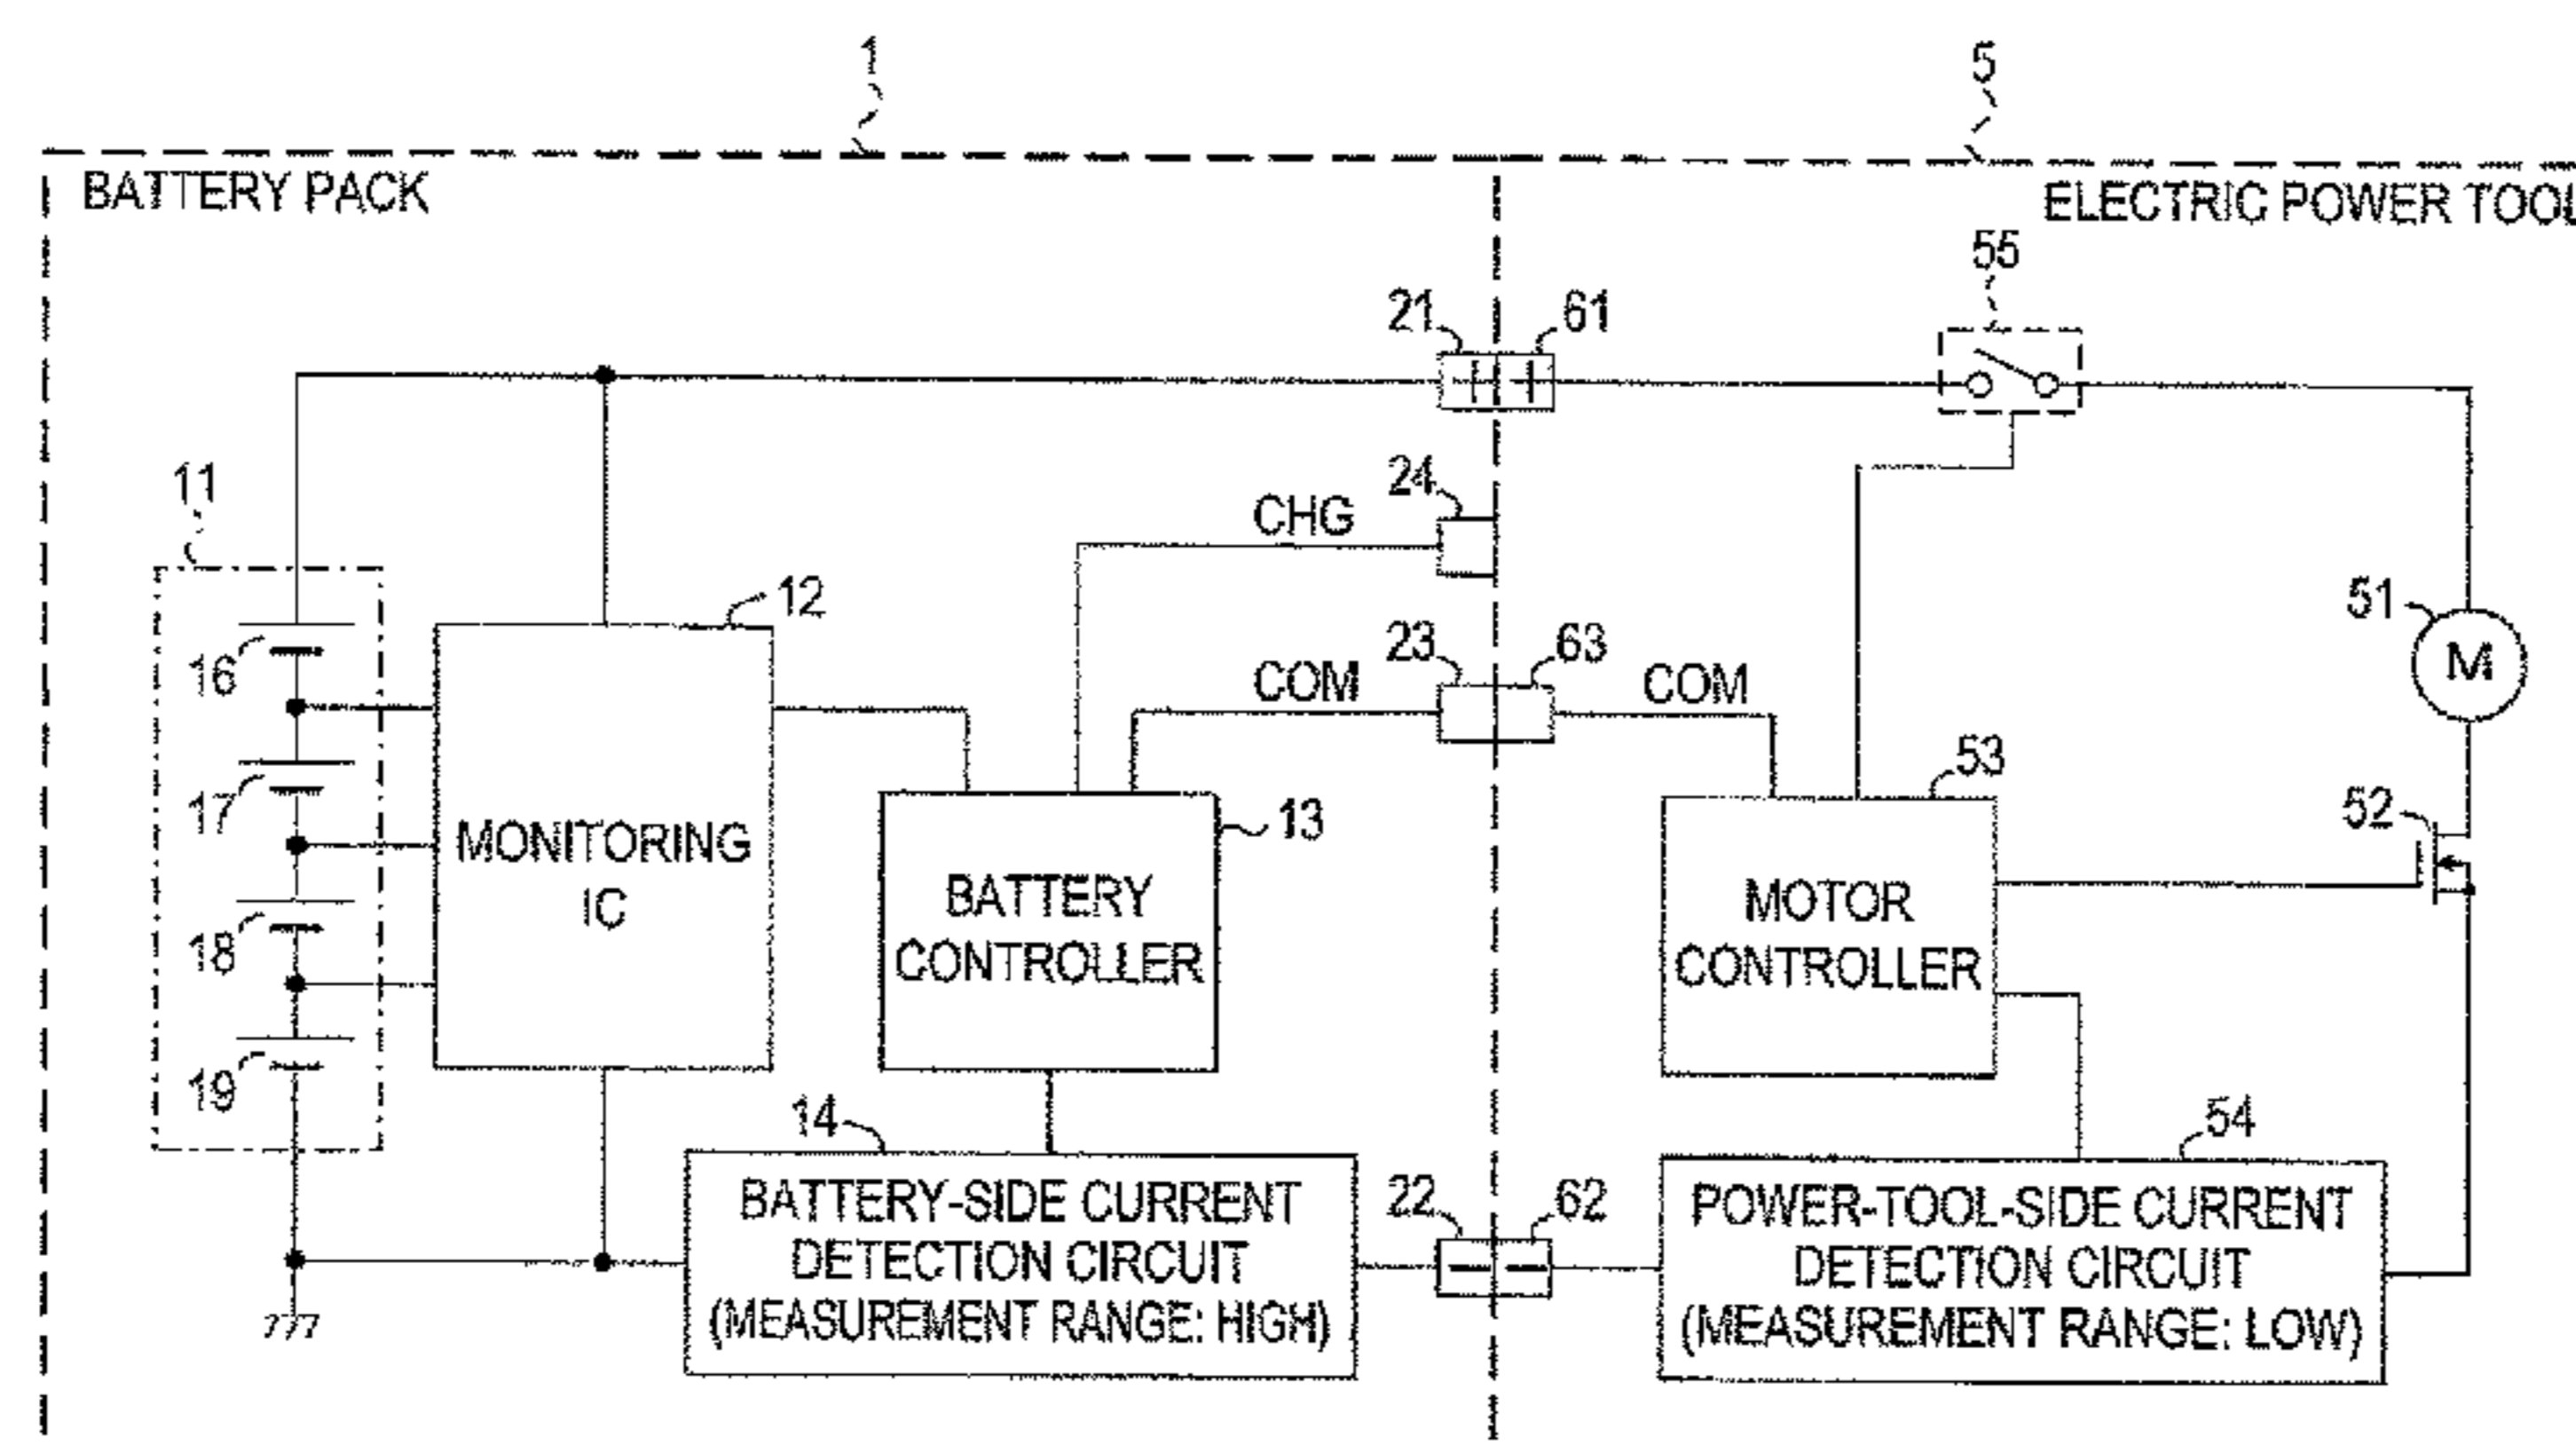 1
5
BATTERY PACK
ELECTRIC POWER TOOL
55
21
61
11
24
CHG
12
16
23
63
COM
COM
51
M
17
53
52
13
MONITORING
IC
BATTERY
CONTROLLER
MOTOR
CONTROLLER
18
19
14
54
BATTERY-SIDE CURRENT
DETECTION CIRCUIT
(MEASUREMENT RANGE: HIGH)
22
62
POWER-TOOL-SIDE CURRENT
DETECTION CIRCUIT
(MEASUREMENT RANGE: LOW)